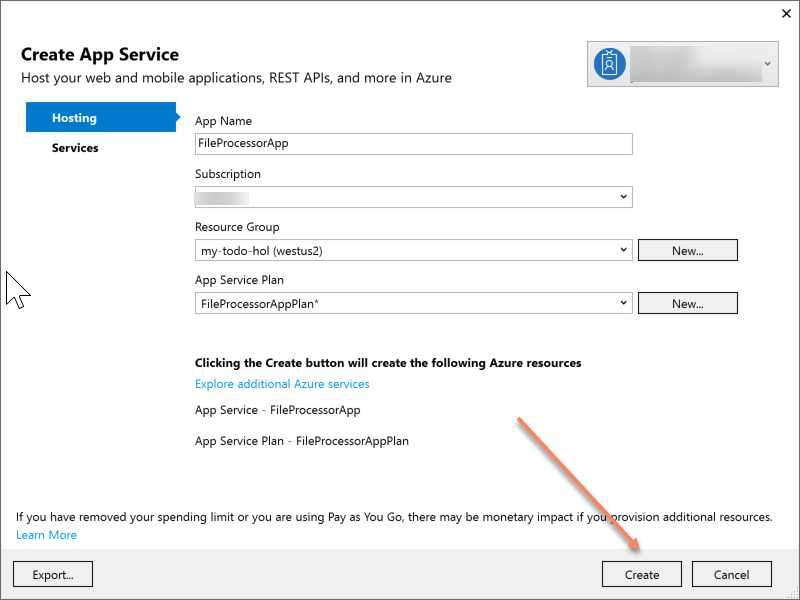 Create App Service
Host your web and mobile applications, REST APIs, and more in Azure
Hosting
Services
App Name
FileProcessorApp
Subscription
Resource Group
my-todo-hol (westus2)
New...
App Service Plan
FileProcessorAppPlan*
New...
Clicking the Create button will create the following Azure resources
Explore additional Azure services
App Service - FileProcessorApp
App Service Plan - FileProcessorAppPlan
If you have removed your spending limit or you are using Pay as You Go, there may be monetary impact if you provision additional resources.
Learn More
Export...
Create
Cancel